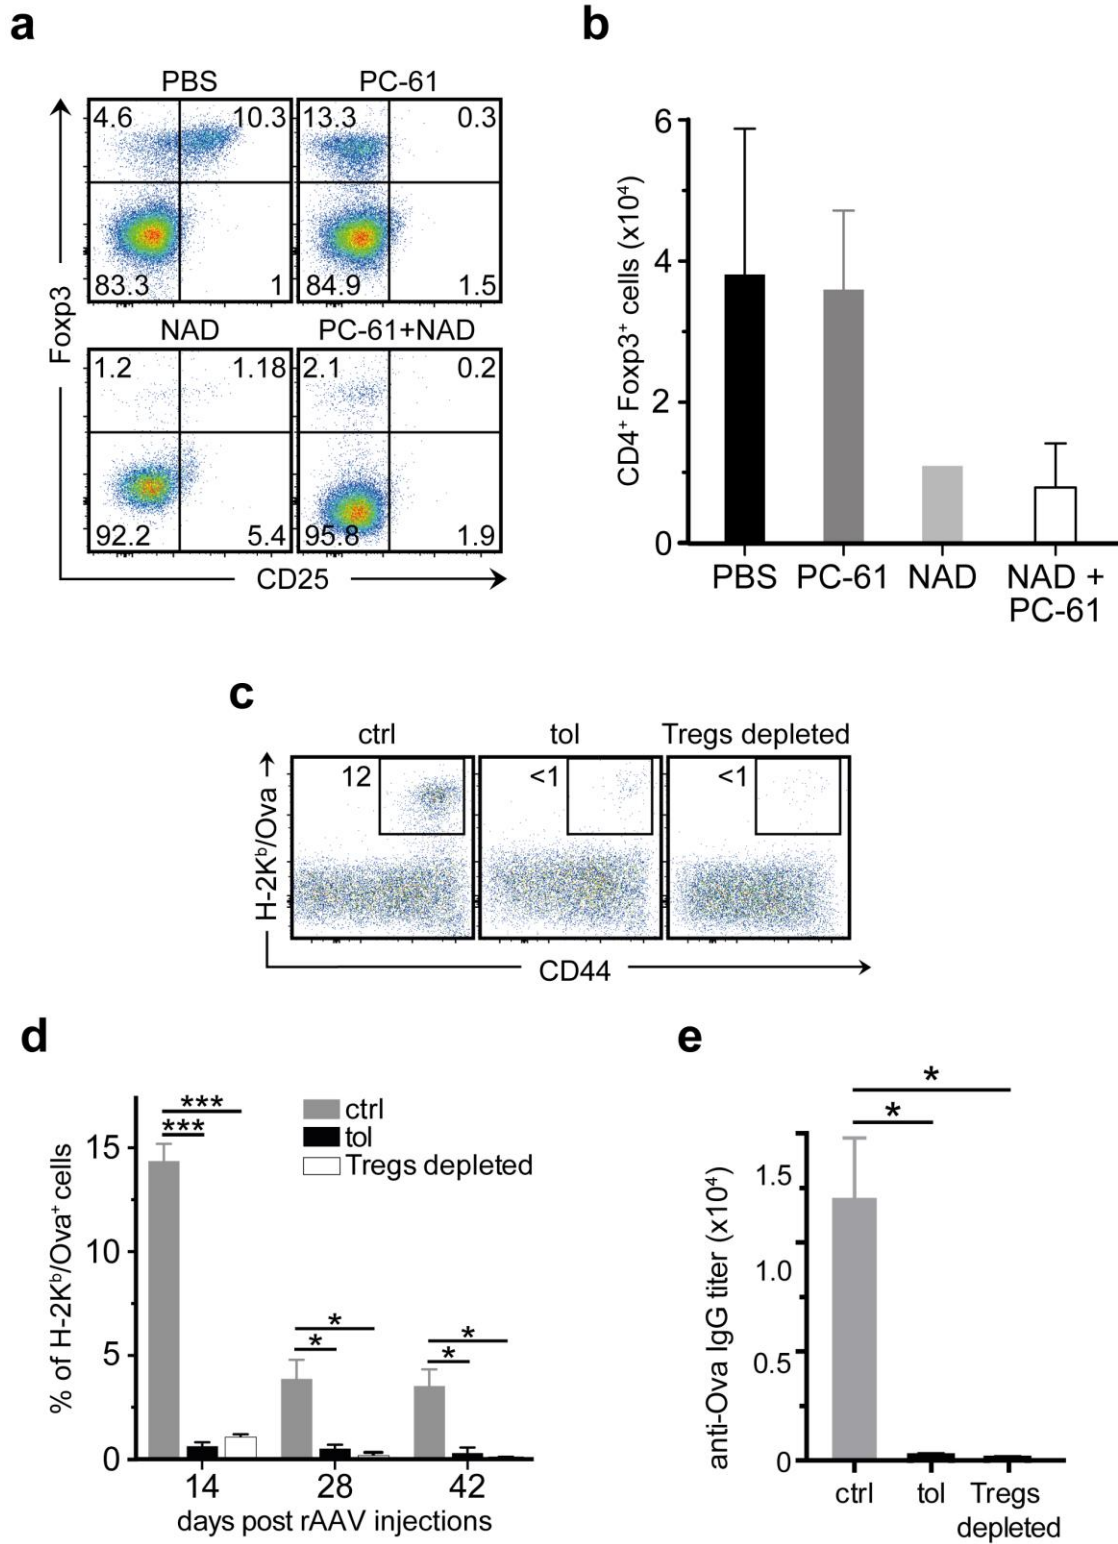 a
PBS
PC-61
4.6
10.3
13.3
0.3
83.3
1
84.9
1.5
NAD
PC-61+NAD
1.2
1.18
2.1
0.2
92.2
5.4
95.8
1.9
Foxp3
CD25
b
CD4⁺ Foxp3⁺ cells (x10⁴)
6
4
2
0
PBS
PC-61
NAD
NAD +
PC-61
c
ctrl
tol
Tregs depleted
12
<1
<1
H-2Kᵇ/Ova
CD44
d
% of H-2Kᵇ/Ova⁺ cells
15
10
5
0
***
***
*
*
*
*
ctrl
tol
Tregs depleted
14
28
42
days post rAAV injections
e
anti-Ova IgG titer (x10⁴)
*
*
1.5
1.0
0.5
0
ctrl
tol
Tregs
depleted